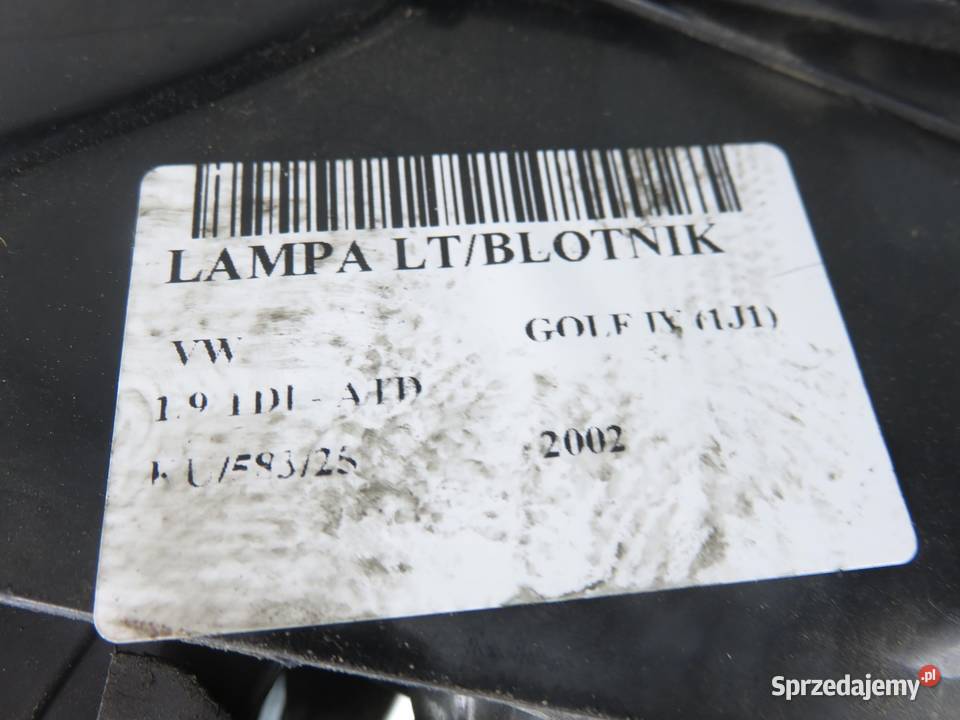 LAMPA LT/BLOTNIK
VW GOLF IV (1J1)
1.9 TDI - ATD
2002
Sprzedajemy.pl